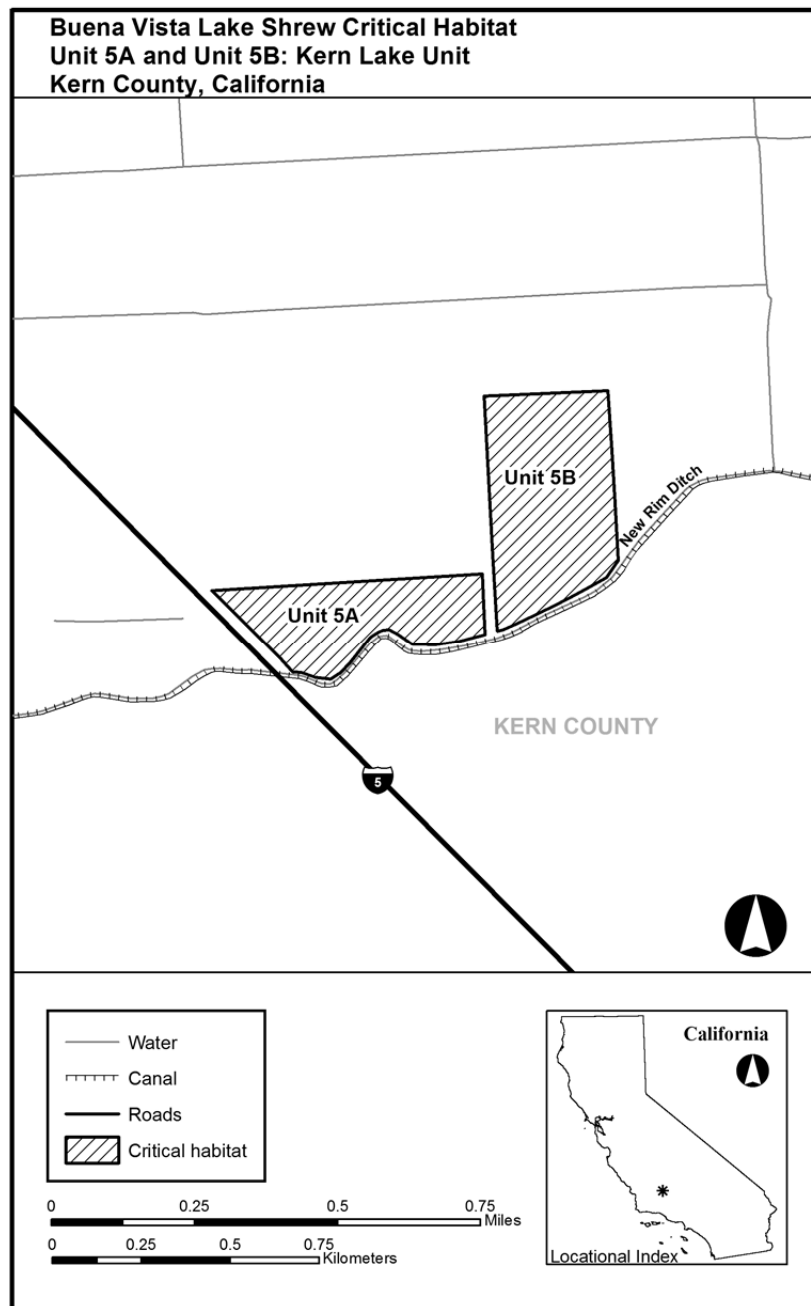 Buena Vista Lake Shrew Critical Habitat
Unit 5A and Unit 5B: Kern Lake Unit
Kern County, California
Unit 5B
New Rim Ditch
Unit 5A
KERN COUNTY
5
Water
Canal
Roads
Critical habitat
0 0.25 0.5 0.75
Miles
0 0.25 0.5 0.75
Kilometers
California
Locational Index